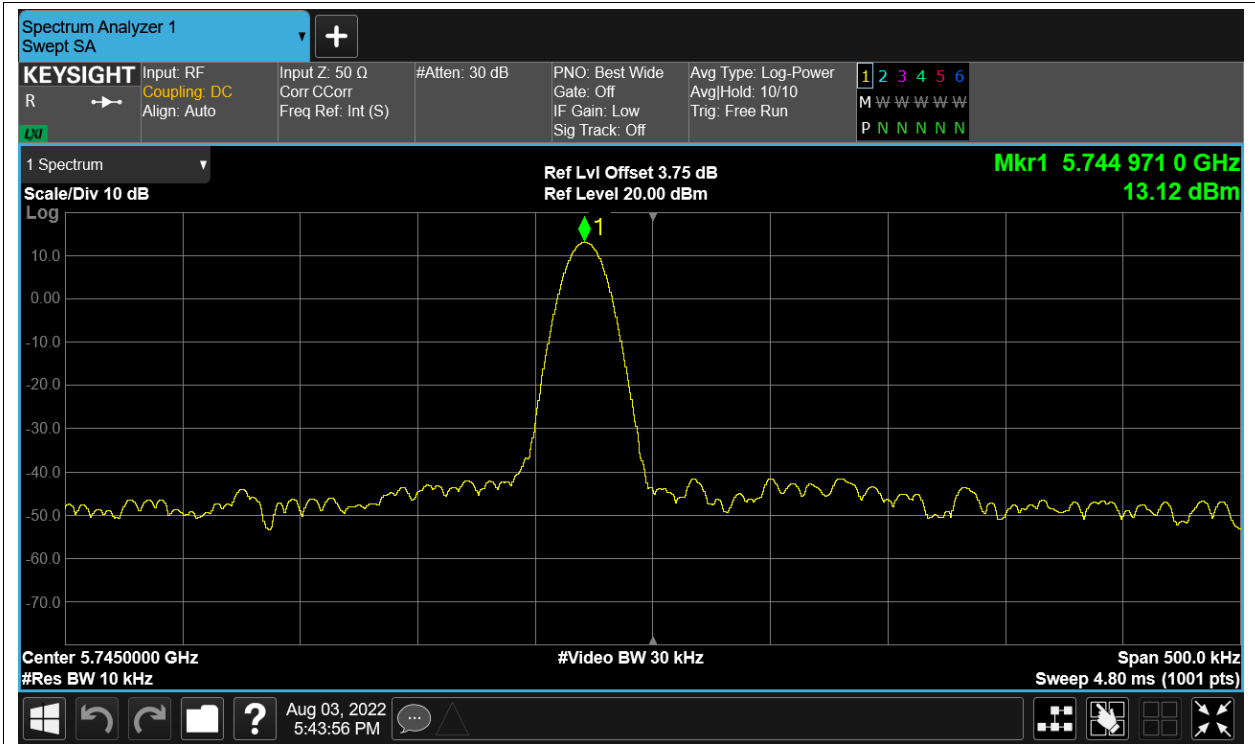 Spectrum Analyzer 1
Swept SA
+
KEYSIGHT
R
LXI
Input: RF
Coupling: DC
Align: Auto
Input Z: 50 Ω
Corr CCorr
Freq Ref: Int (S)
#Atten: 30 dB
PNO: Best Wide
Gate: Off
IF Gain: Low
Sig Track: Off
Avg Type: Log-Power
Avg|Hold: 10/10
Trig: Free Run
1 2 3 4 5 6
M W W W W W
P N N N N N
1 Spectrum
Scale/Div 10 dB
Log
Ref Lvl Offset 3.75 dB
Ref Level 20.00 dBm
Mkr1 5.744 971 0 GHz
13.12 dBm
1
10.0
0.00
-10.0
-20.0
-30.0
-40.0
-50.0
-60.0
-70.0
Center 5.7450000 GHz
#Res BW 10 kHz
#Video BW 30 kHz
Span 500.0 kHz
Sweep 4.80 ms (1001 pts)
?
Aug 03, 2022
5:43:56 PM